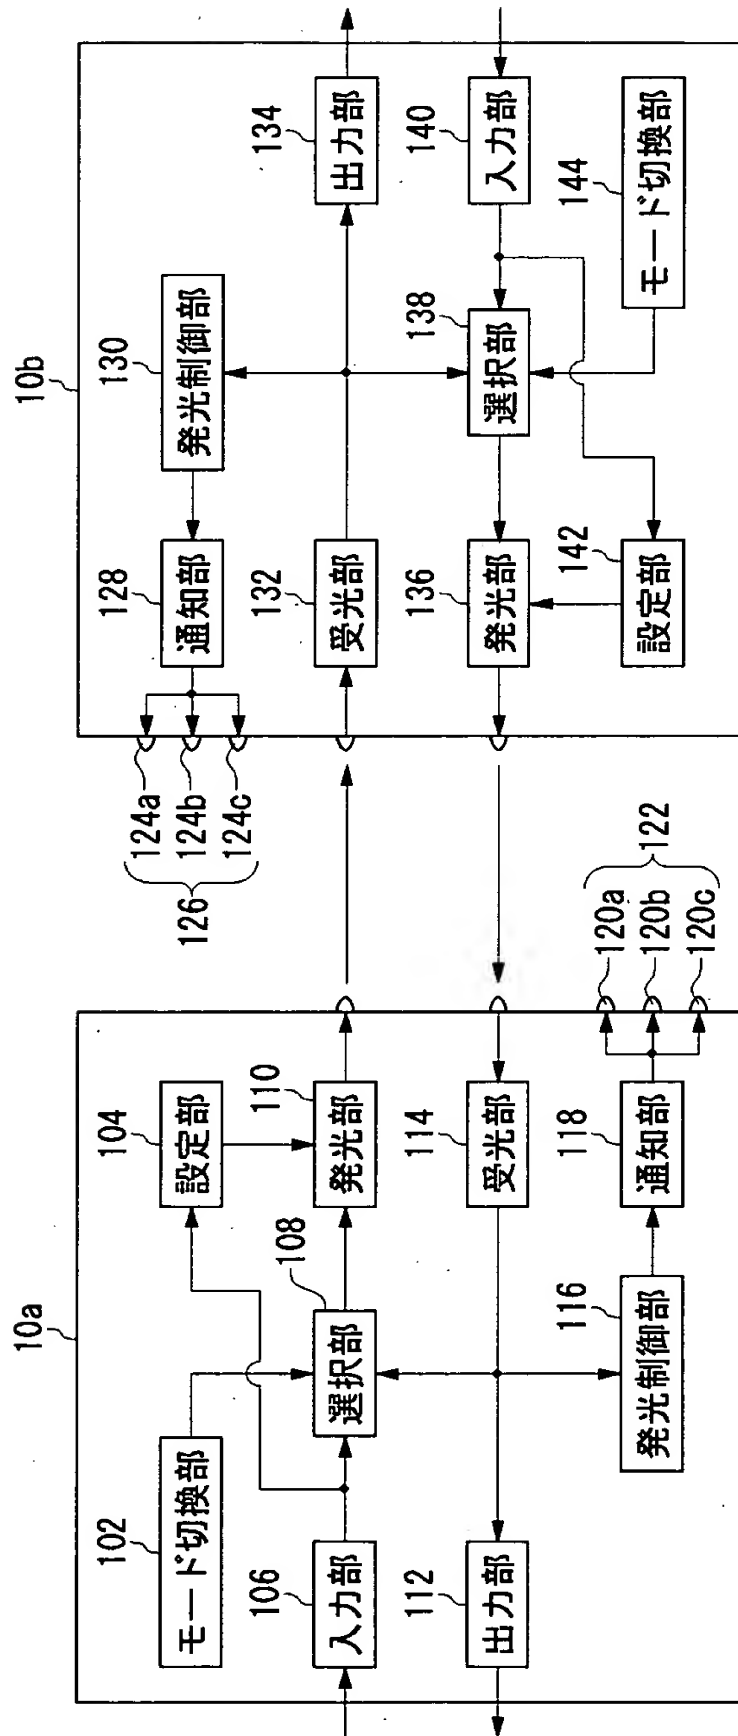 10a
102
モード切換部
104
設定部
106
入力部
108
選択部
110
発光部
112
出力部
114
受光部
116
発光制御部
118
通知部
120a
120b
120c
122
10b
124a
124b
124c
126
128
通知部
130
発光制御部
132
受光部
134
出力部
136
発光部
138
選択部
140
入力部
142
設定部
144
モード切換部